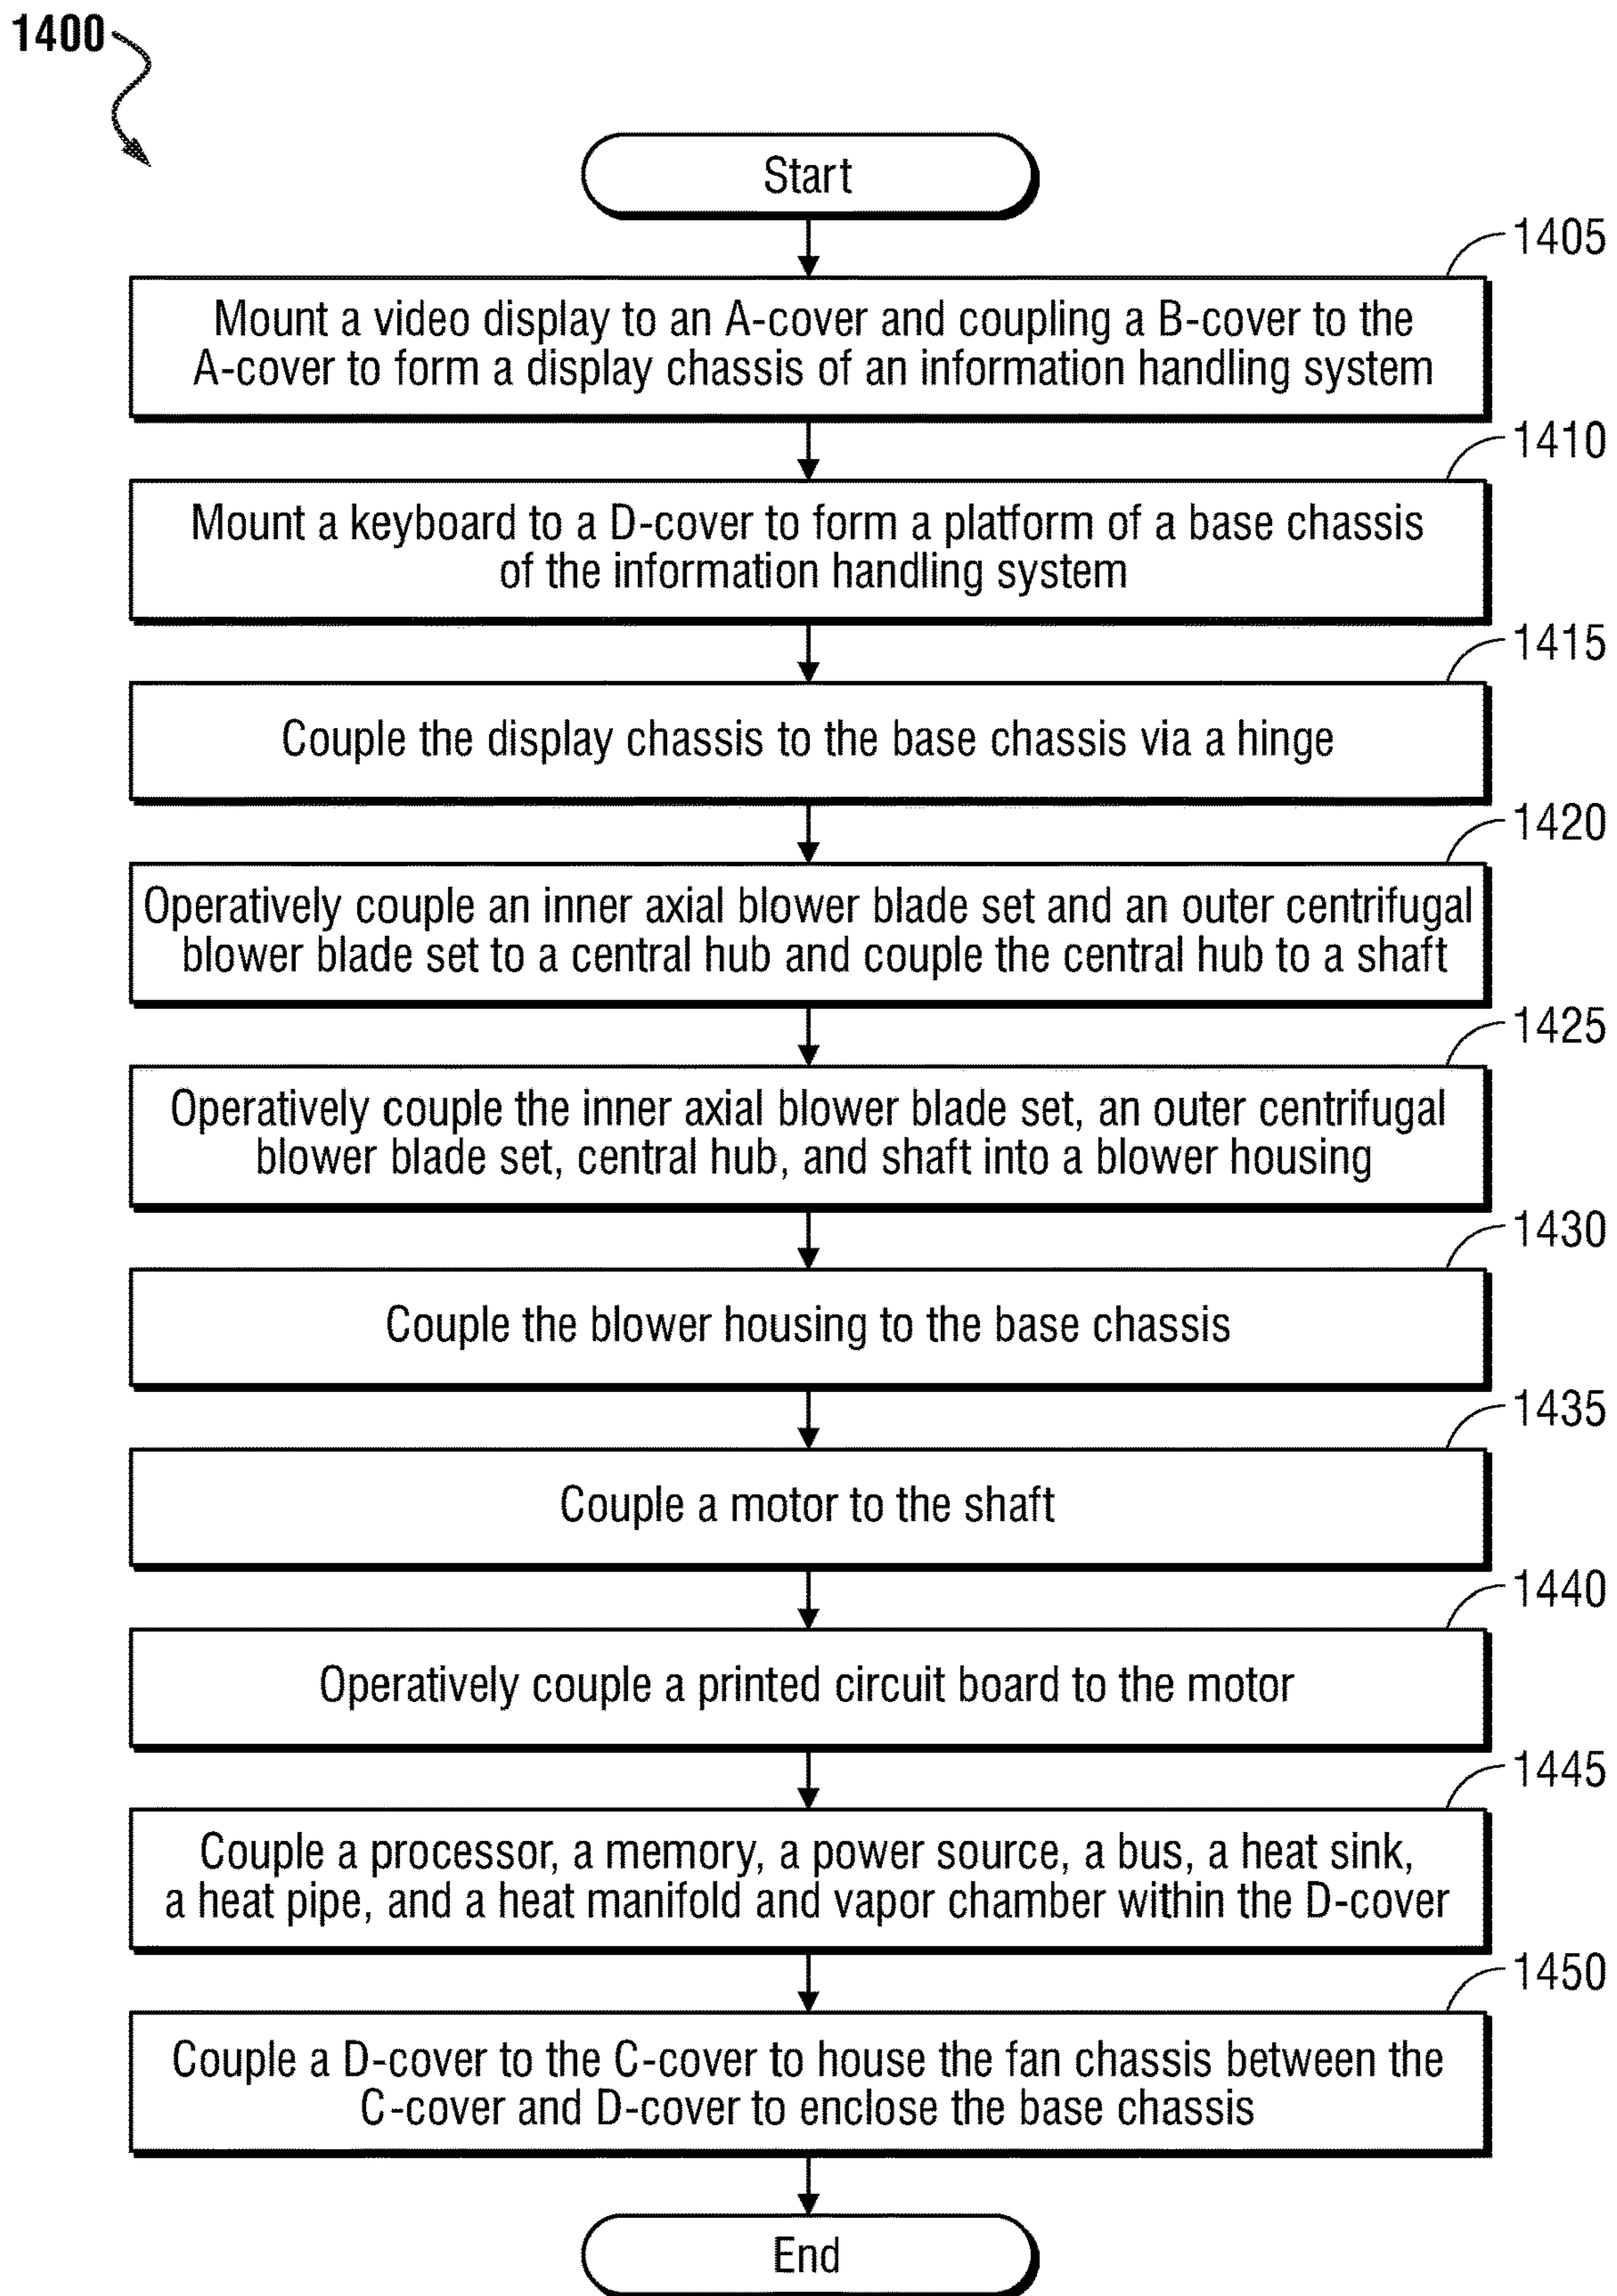 1400
Start
1405
Mount a video display to an A-cover and coupling a B-cover to the
A-cover to form a display chassis of an information handling system
1410
Mount a keyboard to a D-cover to form a platform of a base chassis
of the information handling system
1415
Couple the display chassis to the base chassis via a hinge
1420
Operatively couple an inner axial blower blade set and an outer centrifugal
blower blade set to a central hub and couple the central hub to a shaft
1425
Operatively couple the inner axial blower blade set, an outer centrifugal
blower blade set, central hub, and shaft into a blower housing
1430
Couple the blower housing to the base chassis
1435
Couple a motor to the shaft
1440
Operatively couple a printed circuit board to the motor
1445
Couple a processor, a memory, a power source, a bus, a heat sink,
a heat pipe, and a heat manifold and vapor chamber within the D-cover
1450
Couple a D-cover to the C-cover to house the fan chassis between the
C-cover and D-cover to enclose the base chassis
End